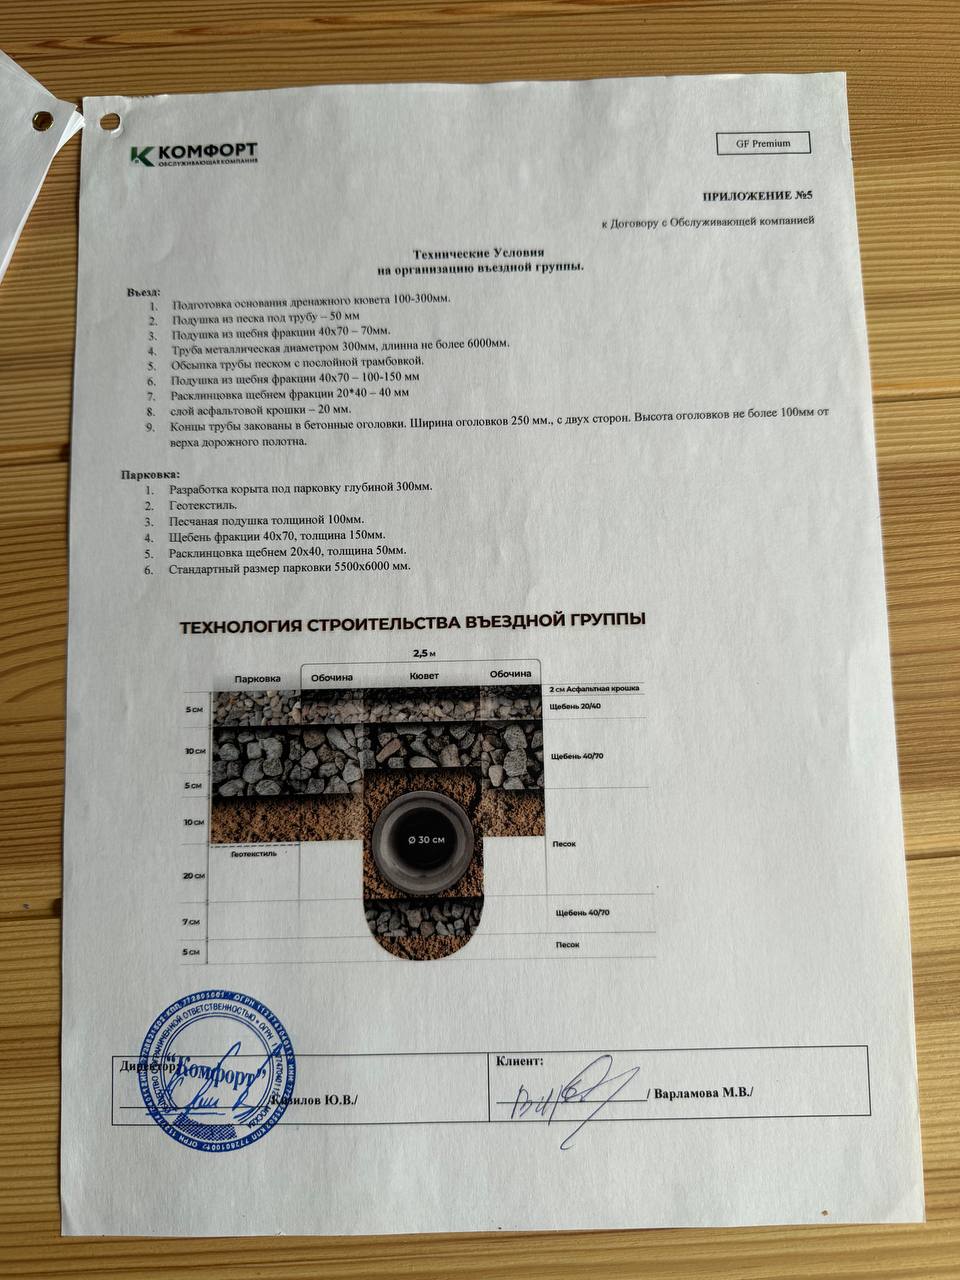 КОМФОРТ
ОБСЛУЖИВАЮЩАЯ КОМПАНИЯ
GF Premium
ПРИЛОЖЕНИЕ №5
к Договору с Обслуживающей компанией
Технические Условия
на организацию въездной группы.
Въезд:
1. Подготовка основания дренажного кювета 100-300мм.
2. Подушка из песка под трубу – 50 мм
3. Подушка из щебня фракции 40х70 – 70мм.
4. Труба металлическая диаметром 300мм, длинна не более 6000мм.
5. Обсыпка трубы песком с послойной трамбовкой.
6. Подушка из щебня фракции 40х70 – 100-150 мм
7. Расклинцовка щебнем фракции 20*40 – 40 мм
8. слой асфальтовой крошки – 20 мм.
9. Концы трубы закованы в бетонные оголовки. Ширина оголовков 250 мм., с двух сторон. Высота оголовков не более 100мм от
верха дорожного полотна.
Парковка:
1. Разработка корыта под парковку глубиной 300мм.
2. Геотекстиль.
3. Песчаная подушка толщиной 100мм.
4. Щебень фракции 40х70, толщина 150мм.
5. Расклинцовка щебнем 20х40, толщина 50мм.
6. Стандартный размер парковки 5500х6000 мм.
ТЕХНОЛОГИЯ СТРОИТЕЛЬСТВА ВЪЕЗДНОЙ ГРУППЫ
2,5 м
Парковка Обочина Кювет Обочина
2 см Асфальтная крошка
5 см Щебень 20/40
10 см Щебень 40/70
5 см
10 см
Ø 30 см
Песок
Геотекстиль
20 см
7 см Щебень 40/70
5 см Песок
Директор:
"Комфорт"
Клиент:
/ Варламова М.В./
Ю.В./